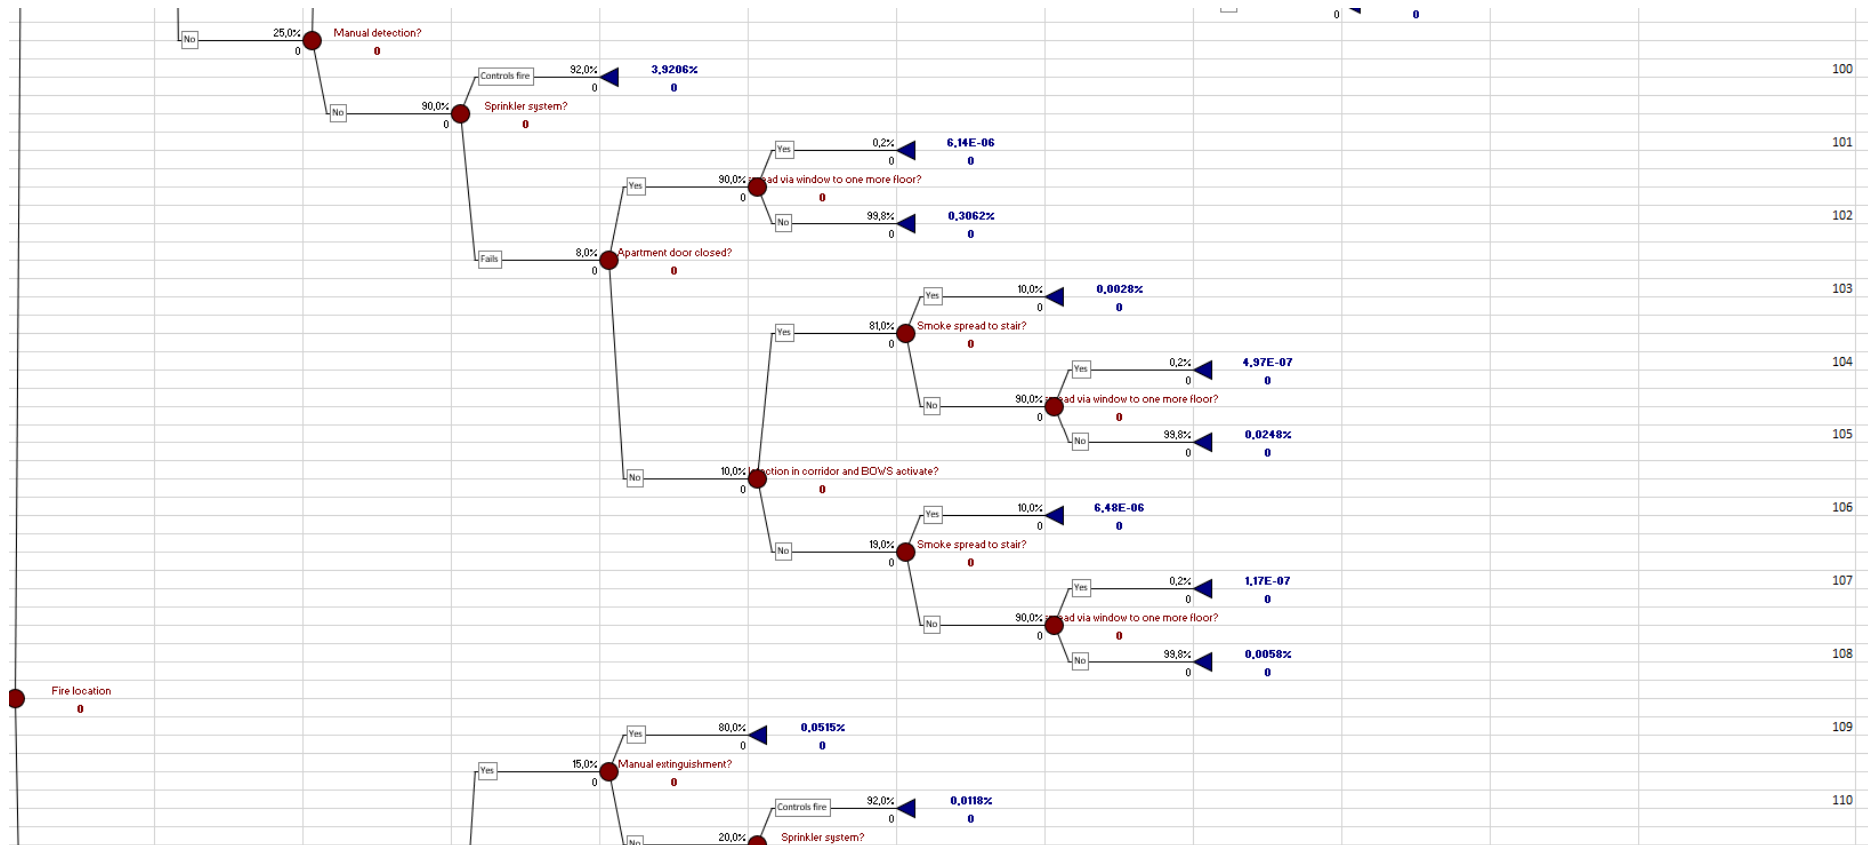 0 0
25,0% Manual detection?
No
0 0
92,0% 3,9206% 100
Controls fire
0 0
90,0% Sprinkler system?
No
0 0
0,2% 6,14E-06 101
Yes
0 0
90,0% ead via window to one more floor?
Yes
0 0
99,8% 0,3062% 102
No
0 0
8,0% Apartment door closed?
Fails
0 0
10,0% 0,0028% 103
Yes
0 0
81,0% Smoke spread to stair?
Yes
0 0
0,2% 4,97E-07 104
Yes
0 0
90,0% ead via window to one more floor?
No
0 0
99,8% 0,0248% 105
No
0 0
10,0% ction in corridor and BOVS activate?
No
0 0
10,0% 6,48E-06 106
Yes
0 0
19,0% Smoke spread to stair?
No
0 0
0,2% 1,17E-07 107
Yes
0 0
90,0% ead via window to one more floor?
No
0 0
99,8% 0,0058% 108
No
0 0
Fire location
0
80,0% 0,0515% 109
Yes
0 0
15,0% Manual extinguishment?
Yes
0 0
92,0% 0,0118% 110
Controls fire
0 0
20,0% Sprinkler system?
No